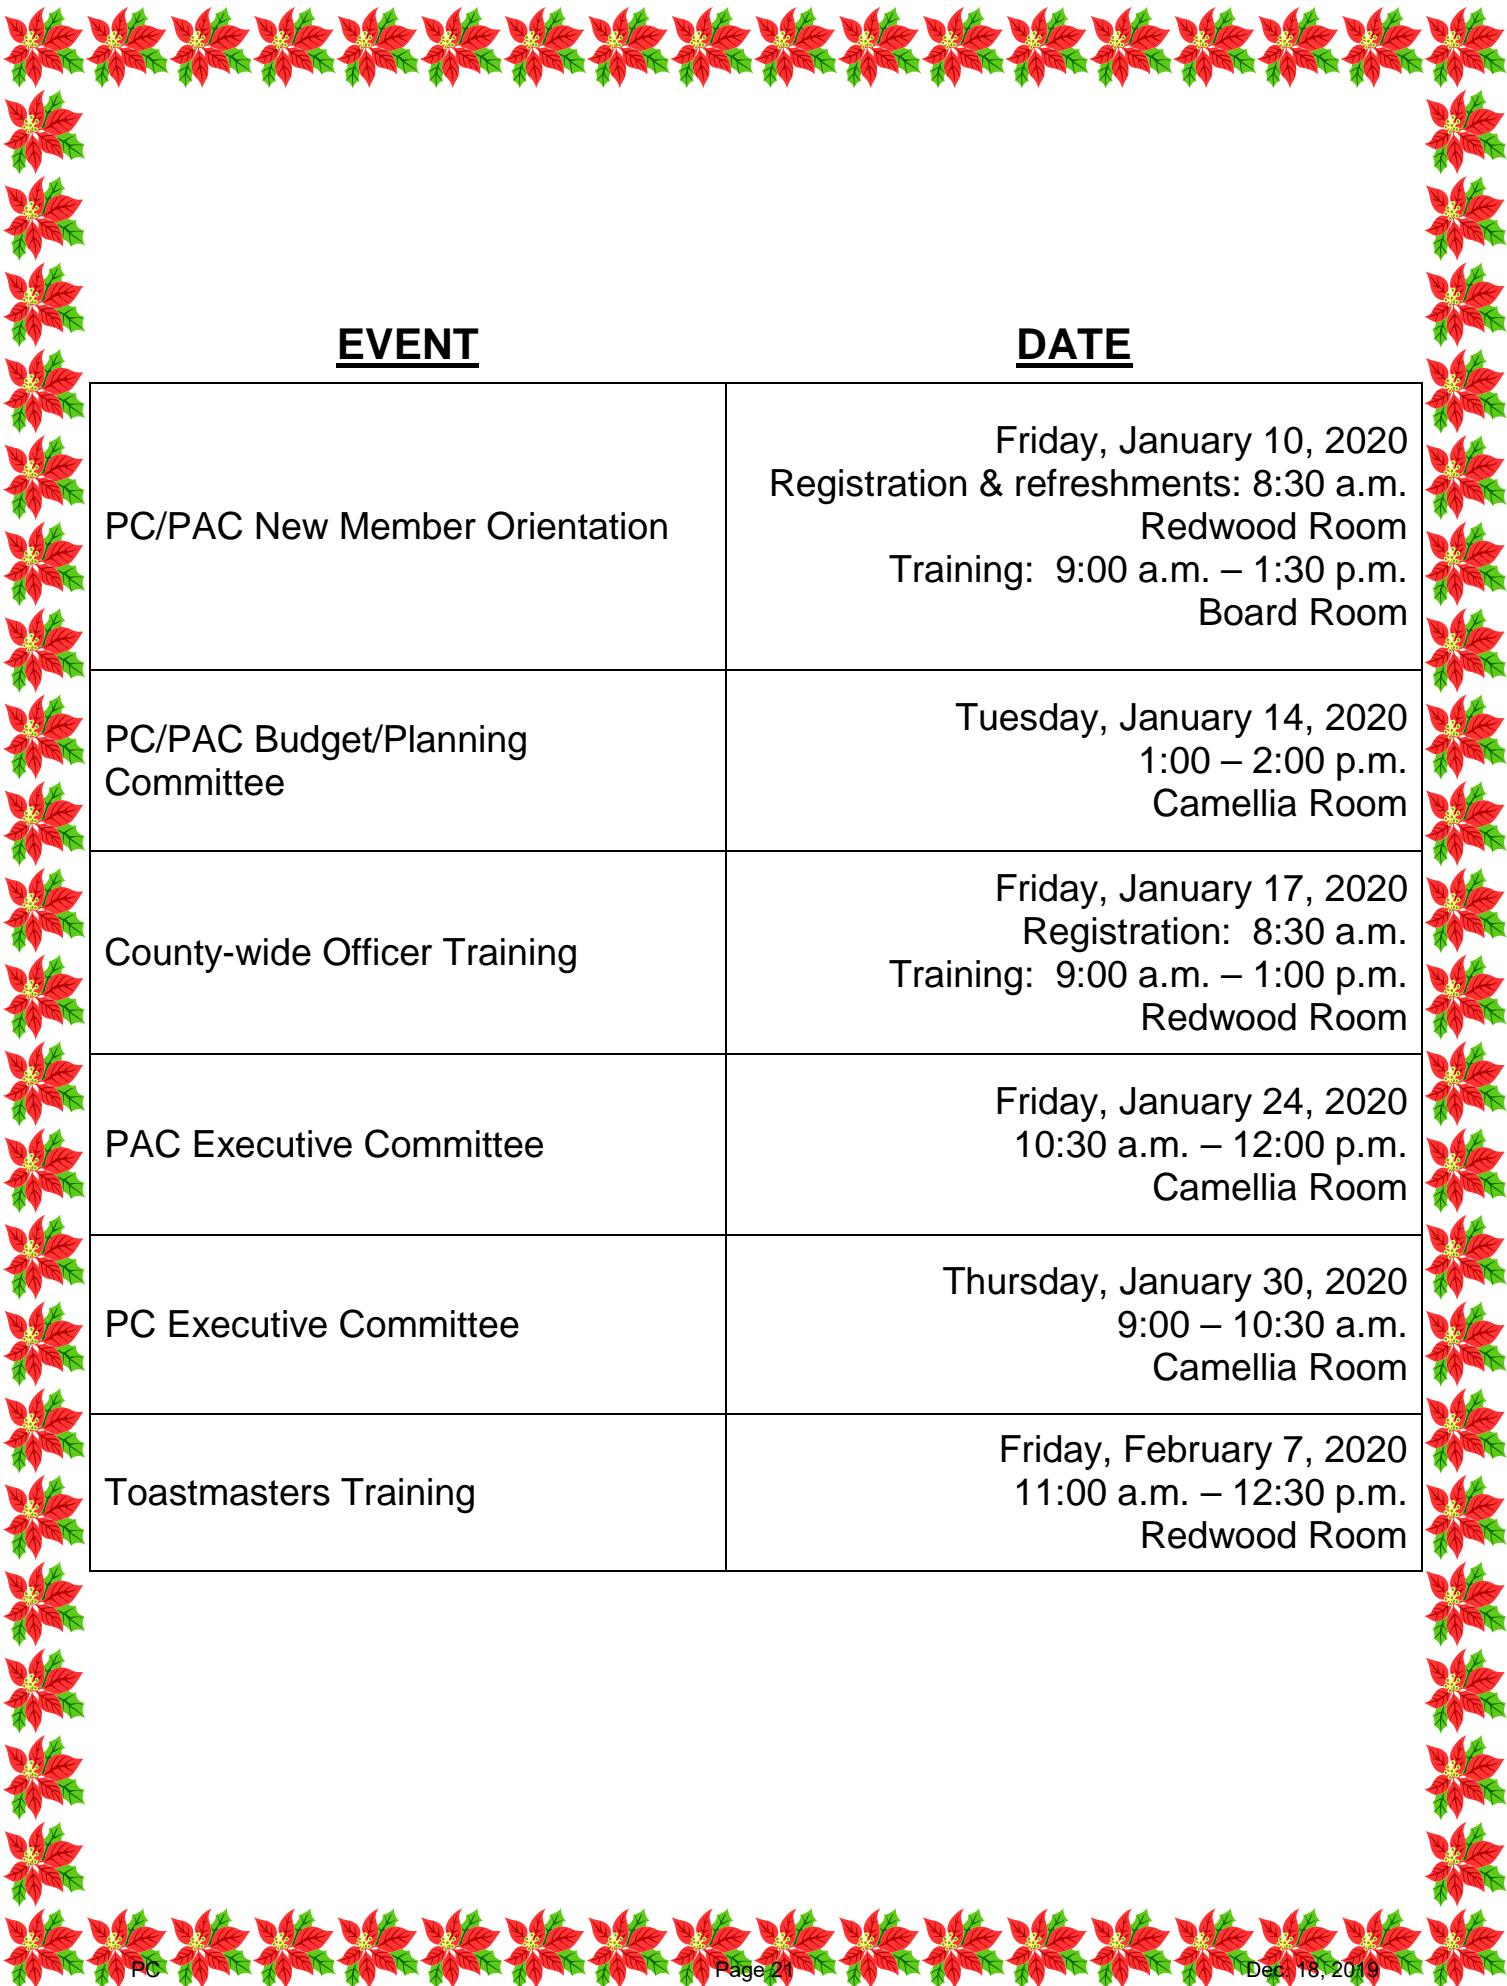 EVENT
DATE
PC/PAC New Member Orientation
Friday, January 10, 2020
Registration & refreshments: 8:30 a.m.
Redwood Room
Training:  9:00 a.m. – 1:30 p.m.
Board Room
PC/PAC Budget/Planning
Committee
Tuesday, January 14, 2020
1:00 – 2:00 p.m.
Camellia Room
County-wide Officer Training
Friday, January 17, 2020
Registration:  8:30 a.m.
Training:  9:00 a.m. – 1:00 p.m.
Redwood Room
PAC Executive Committee
Friday, January 24, 2020
10:30 a.m. – 12:00 p.m.
Camellia Room
PC Executive Committee
Thursday, January 30, 2020
9:00 – 10:30 a.m.
Camellia Room
Toastmasters Training
Friday, February 7, 2020
11:00 a.m. – 12:30 p.m.
Redwood Room
PC
Page 21
Dec. 18, 2019